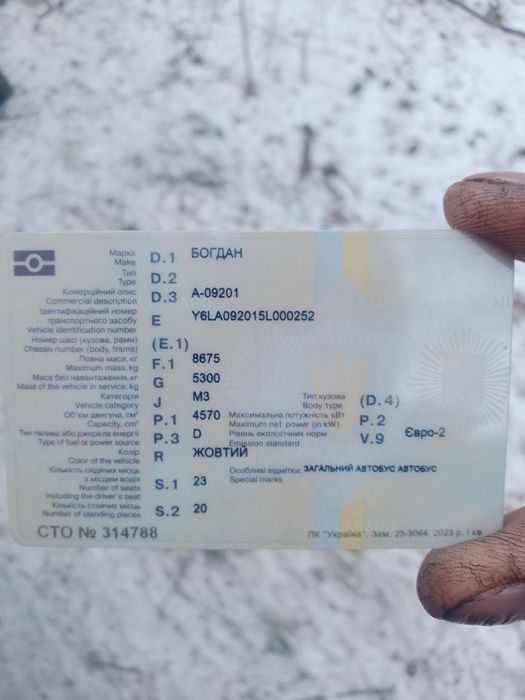 Марка
Make D.1 БОГДАН
Тип
Type D.2
Комерційний опис
Commercial description D.3 А-09201
Ідентифікаційний номер
транспортного засобу
Vehicle identification number E Y6LA092015L000252
Номер шасі (кузова, рами)
Chassis number (body, frame) (E.1)
Повна маса, кг
Maximum mass, kg F.1 8675
Маса без навантаження, кг
Mass of the vehicle in service, kg G 5300
Категорія
Vehicle category J M3
Тип кузова
Body type (D.4)
Об'єм двигуна, см³
Capacity, cm³ P.1 4570
Максимальна потужність кВт
Maximum net power (in kW) P.2
Тип палива або джерела енергії
Type of fuel or power source P.3 D
Рівень екологічних норм
Emission standard V.9 Євро-2
Колір
Color of the vehicle R ЖОВТИЙ
Кількість сидячих місць
з місцем водія
Number of seats
including the driver's seat S.1 23
Особливі відмітки: ЗАГАЛЬНИЙ АВТОБУС АВТОБУС
Special marks
Кількість стоячих місць
Number of standing places S.2 20
СТО № 314788
ПК "Україна". Зам. 23-3064. 2023 р. I кв.